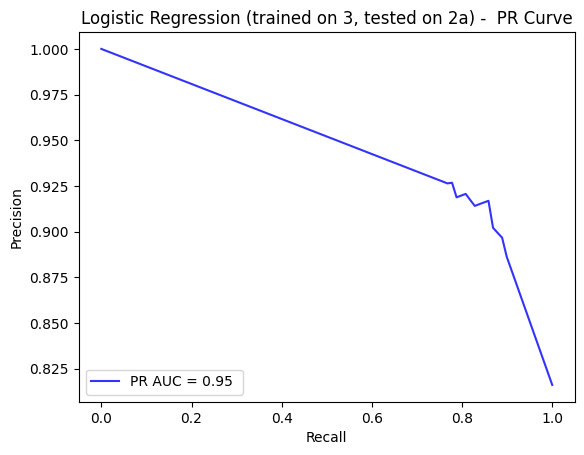 Logistic Regression (trained on 3, tested on 2a) -  PR Curve
1.000
0.975
0.950
0.925
0.900
0.875
0.850
0.825
Precision
PR AUC = 0.95
0.0 0.2 0.4 0.6 0.8 1.0
Recall